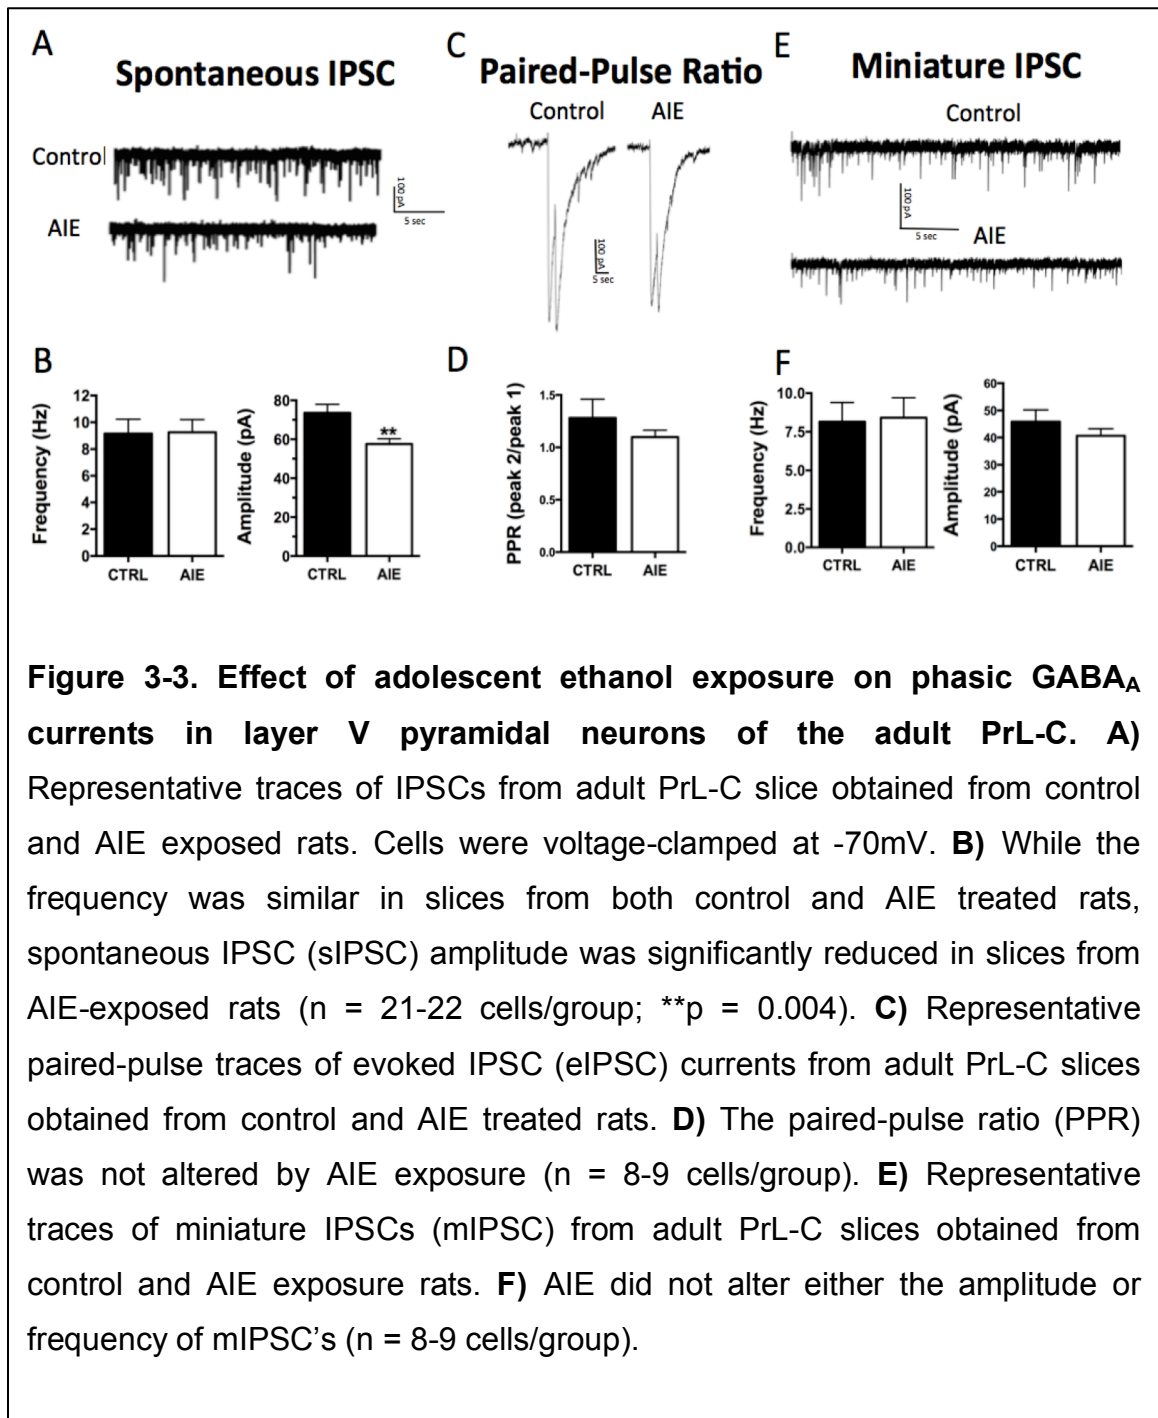 A
Spontaneous IPSC
Control
AIE
100 pA
5 sec
C
Paired-Pulse Ratio
Control AIE
100 pA
5 sec
E
Miniature IPSC
Control
100 pA
5 sec
AIE
B
Frequency (Hz)
12
10
8
6
4
2
0
CTRL AIE
Amplitude (pA)
80
60
40
20
0
**
CTRL AIE
D
PPR (peak 2/peak 1)
1.5
1.0
0.5
0.0
CTRL AIE
F
Frequency (Hz)
10.0
7.5
5.0
2.5
0.0
CTRL AIE
Amplitude (pA)
60
50
40
30
20
10
0
CTRL AIE
Figure 3-3. Effect of adolescent ethanol exposure on phasic GABAA
currents in layer V pyramidal neurons of the adult PrL-C. A)
Representative traces of IPSCs from adult PrL-C slice obtained from control
and AIE exposed rats. Cells were voltage-clamped at -70mV. B) While the
frequency was similar in slices from both control and AIE treated rats,
spontaneous IPSC (sIPSC) amplitude was significantly reduced in slices from
AIE-exposed rats (n = 21-22 cells/group; **p = 0.004). C) Representative
paired-pulse traces of evoked IPSC (eIPSC) currents from adult PrL-C slices
obtained from control and AIE treated rats. D) The paired-pulse ratio (PPR)
was not altered by AIE exposure (n = 8-9 cells/group). E) Representative
traces of miniature IPSCs (mIPSC) from adult PrL-C slices obtained from
control and AIE exposure rats. F) AIE did not alter either the amplitude or
frequency of mIPSC's (n = 8-9 cells/group).